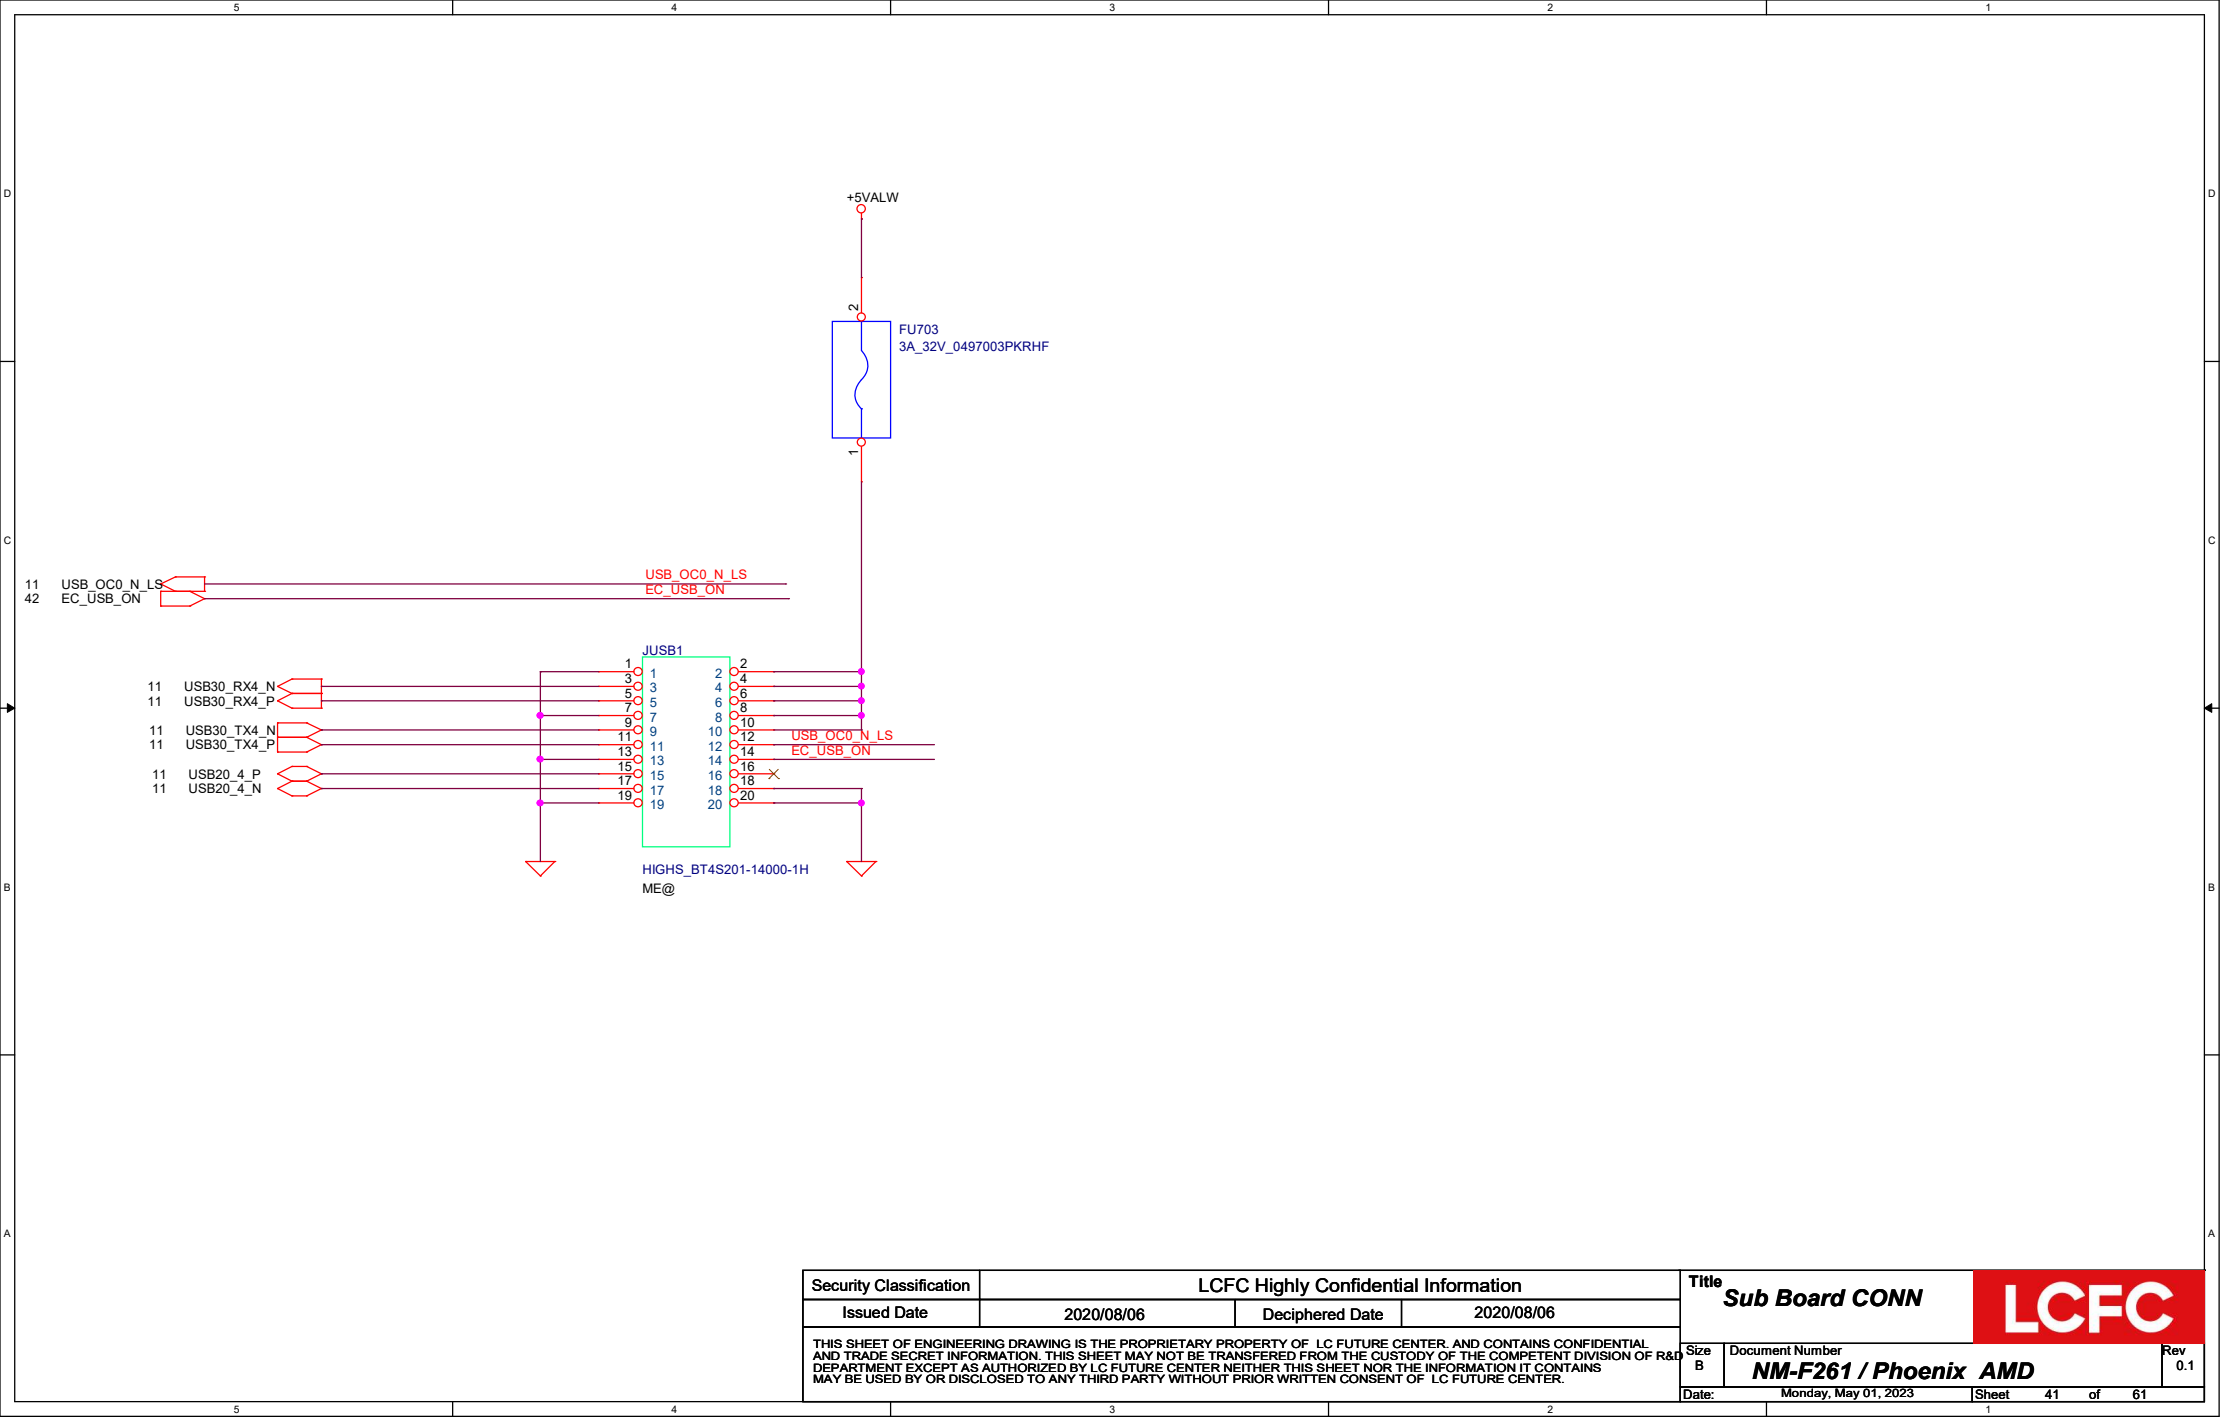 5 4 3 2 1
D D
+5VALW
2
FU703
3A_32V_0497003PKRHF
1
C C
11 USB_OC0_N_LS USB_OC0_N_LS
42 EC_USB_ON EC_USB_ON
JUSB1
1 1 2 2
11 USB30_RX4_N 3 3 4 4
11 USB30_RX4_P 5 5 6 6
7 7 8 8
11 USB30_TX4_N 9 9 10 10
11 USB30_TX4_P 11 11 12 12 USB_OC0_N_LS
13 13 14 14 EC_USB_ON
11 USB20_4_P 15 15 16 16
11 USB20_4_N 17 17 18 18
19 19 20 20
HIGHS_BT4S201-14000-1H
ME@
B B
A A
Security Classification LCFC Highly Confidential Information
Issued Date 2020/08/06 Deciphered Date 2020/08/06
THIS SHEET OF ENGINEERING DRAWING IS THE PROPRIETARY PROPERTY OF LC FUTURE CENTER. AND CONTAINS CONFIDENTIAL
AND TRADE SECRET INFORMATION. THIS SHEET MAY NOT BE TRANSFERED FROM THE CUSTODY OF THE COMPETENT DIVISION OF R&D
DEPARTMENT EXCEPT AS AUTHORIZED BY LC FUTURE CENTER NEITHER THIS SHEET NOR THE INFORMATION IT CONTAINS
MAY BE USED BY OR DISCLOSED TO ANY THIRD PARTY WITHOUT PRIOR WRITTEN CONSENT OF LC FUTURE CENTER.
Title
Sub Board CONN
LCFC
Size Document Number Rev
B NM-F261 / Phoenix AMD 0.1
Date: Monday, May 01, 2023 Sheet 41 of 61
5 4 3 2 1